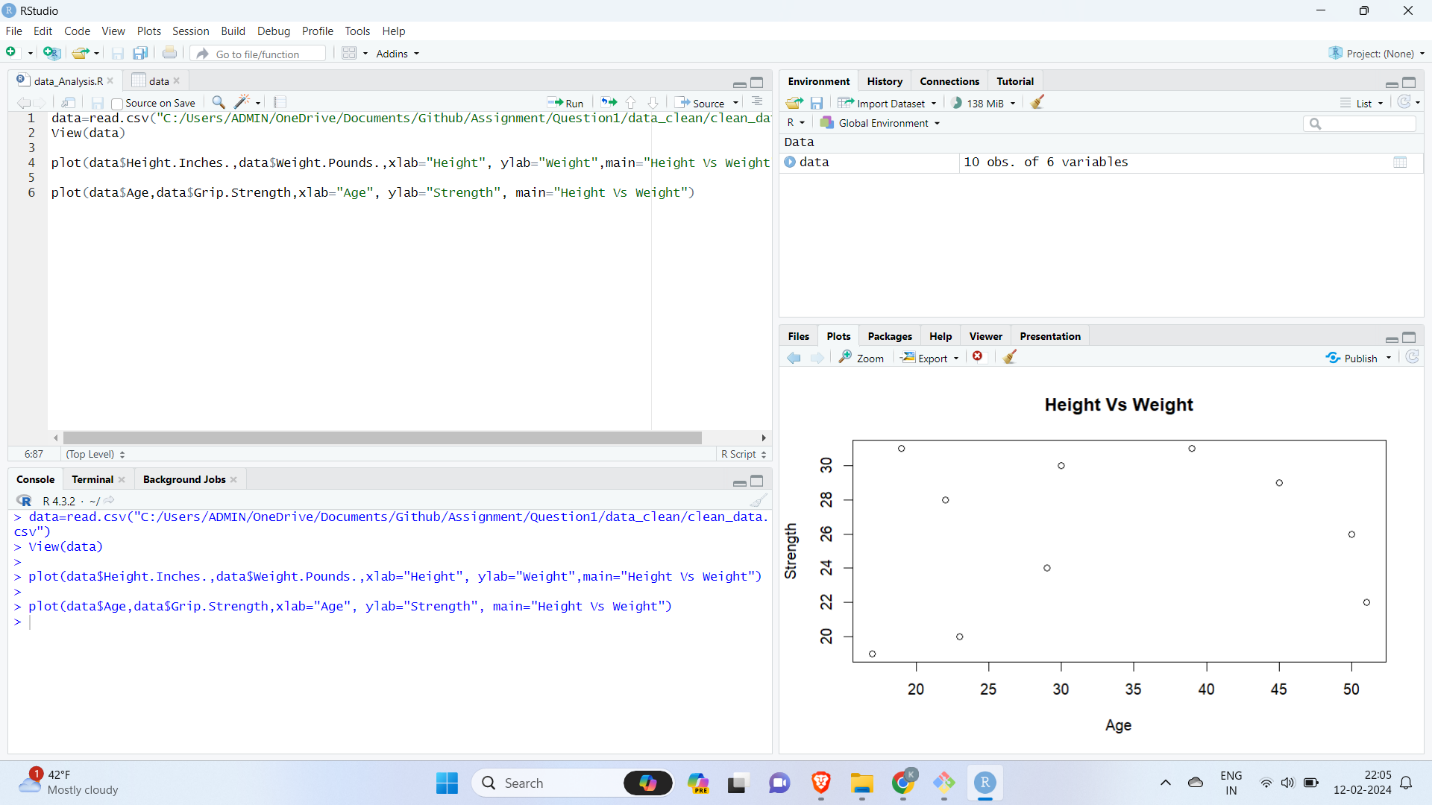 RStudio
File Edit Code View Plots Session Build Debug Profile Tools Help
Go to file/function Addins Project: (None)
data_Analysis.R data
Source on Save Run Source
1 data=read.csv("C:/Users/ADMIN/OneDrive/Documents/Github/Assignment/Question1/data_clean/clean_da
2 View(data)
3
4 plot(data$Height.Inches.,data$Weight.Pounds.,xlab="Height", ylab="Weight",main="Height Vs Weight
5
6 plot(data$Age,data$Grip.Strength,xlab="Age", ylab="Strength", main="Height Vs Weight")
6:87 (Top Level) R Script
Console Terminal Background Jobs
R 4.3.2 · ~/
> data=read.csv("C:/Users/ADMIN/OneDrive/Documents/Github/Assignment/Question1/data_clean/clean_data.
csv")
> View(data)
>
> plot(data$Height.Inches.,data$Weight.Pounds.,xlab="Height", ylab="Weight",main="Height Vs Weight")
>
> plot(data$Age,data$Grip.Strength,xlab="Age", ylab="Strength", main="Height Vs Weight")
>
Environment History Connections Tutorial
Import Dataset 138 MiB List
R Global Environment
Data
data 10 obs. of 6 variables
Files Plots Packages Help Viewer Presentation
Zoom Export Publish
Height Vs Weight
Strength
30
28
26
24
22
20
20 25 30 35 40 45 50
Age
1 42°F
Mostly cloudy
Search
PRE
K
R
ENG
IN
22:05
12-02-2024